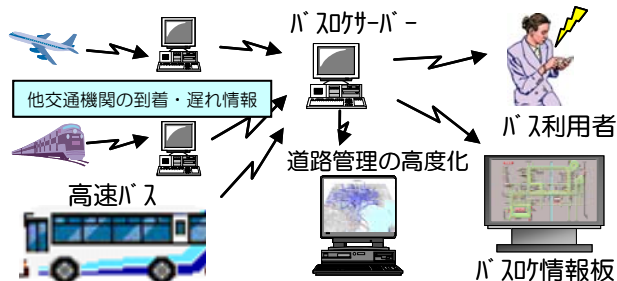 バスロケサーバー
他交通機関の到着・遅れ情報
バス利用者
道路管理の高度化
高速バス
バスロケ情報板